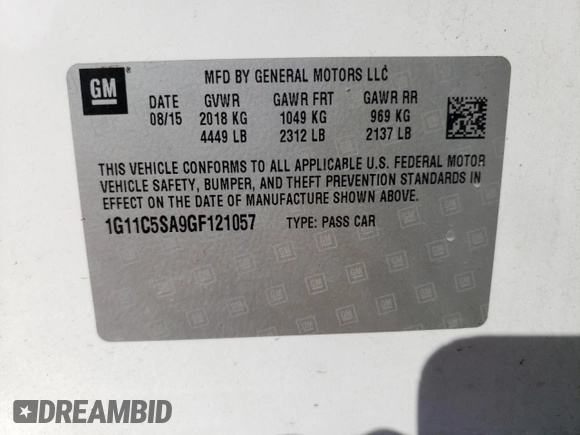 GM
MFD BY GENERAL MOTORS LLC
DATE GVWR GAWR FRT GAWR RR
08/15 2018 KG 1049 KG 969 KG
4449 LB 2312 LB 2137 LB
THIS VEHICLE CONFORMS TO ALL APPLICABLE U.S. FEDERAL MOTOR
VEHICLE SAFETY, BUMPER, AND THEFT PREVENTION STANDARDS IN
EFFECT ON THE DATE OF MANUFACTURE SHOWN ABOVE.
1G11C5SA9GF121057 TYPE: PASS CAR
DREAMBID